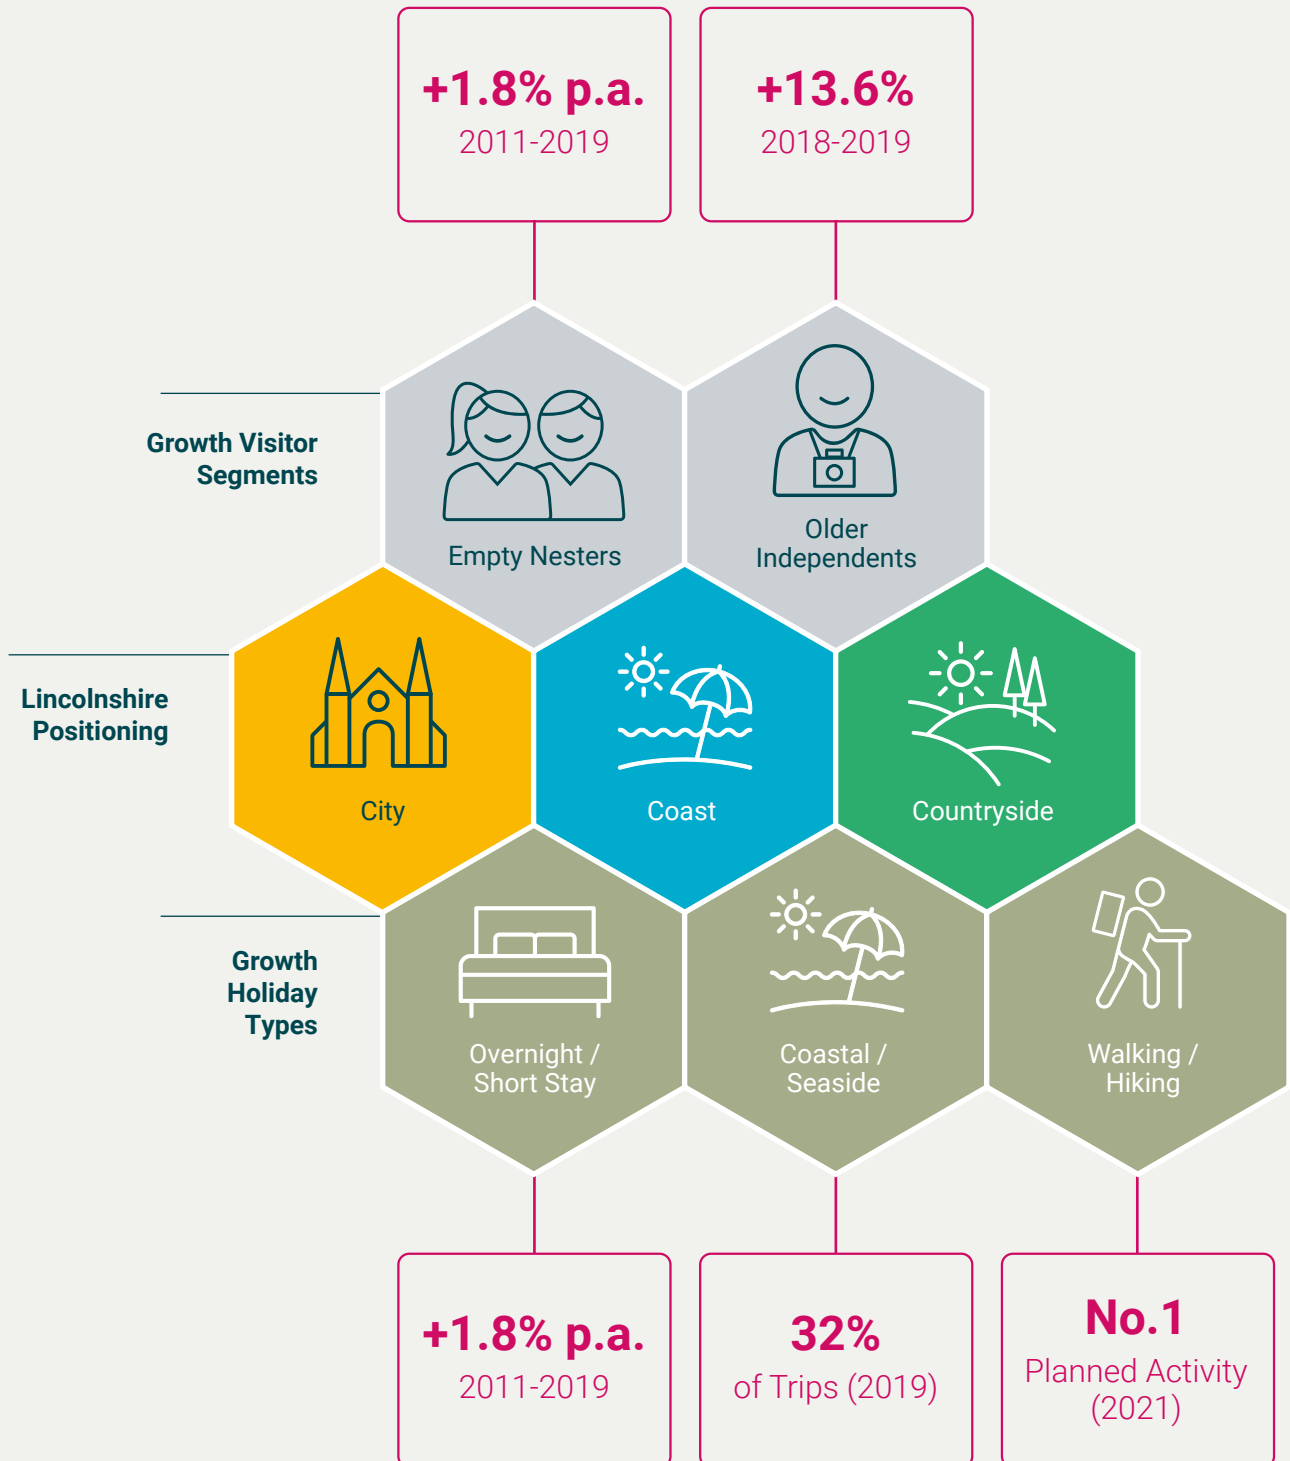 +1.8% p.a.
2011-2019
+13.6%
2018-2019
Growth Visitor
Segments
Empty Nesters
Older
Independents
Lincolnshire
Positioning
City
Coast
Countryside
Growth
Holiday
Types
Overnight /
Short Stay
Coastal /
Seaside
Walking /
Hiking
+1.8% p.a.
2011-2019
32%
of Trips (2019)
No.1
Planned Activity
(2021)